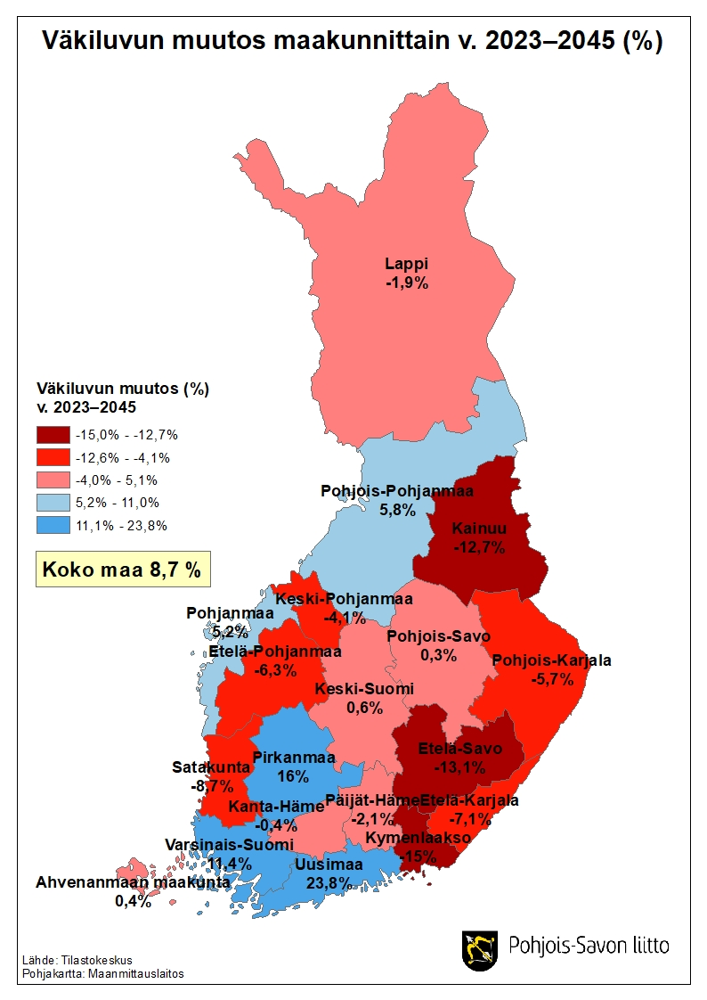 Väkiluvun muutos maakunnittain v. 2023–2045 (%)
Lappi
-1,9%
Väkiluvun muutos (%)
v. 2023–2045
-15,0% - -12,7%
-12,6% - -4,1%
-4,0% - 5,1%
5,2% - 11,0%
11,1% - 23,8%
Koko maa 8,7 %
Pohjois-Pohjanmaa
5,8%
Kainuu
-12,7%
Keski-Pohjanmaa
-4,1%
Pohjanmaa
5,2%
Etelä-Pohjanmaa
-6,3%
Pohjois-Savo
0,3%
Pohjois-Karjala
-5,7%
Keski-Suomi
0,6%
Etelä-Savo
-13,1%
Pirkanmaa
16%
Satakunta
-8,7%
Kanta-Häme
-0,4%
Päijät-Häme
-2,1%
Etelä-Karjala
-7,1%
Kymenlaakso
-15%
Varsinais-Suomi
11,4%
Uusimaa
23,8%
Ahvenanmaan maakunta
0,4%
Pohjois-Savon liitto
Lähde: Tilastokeskus
Pohjakartta: Maanmittauslaitos